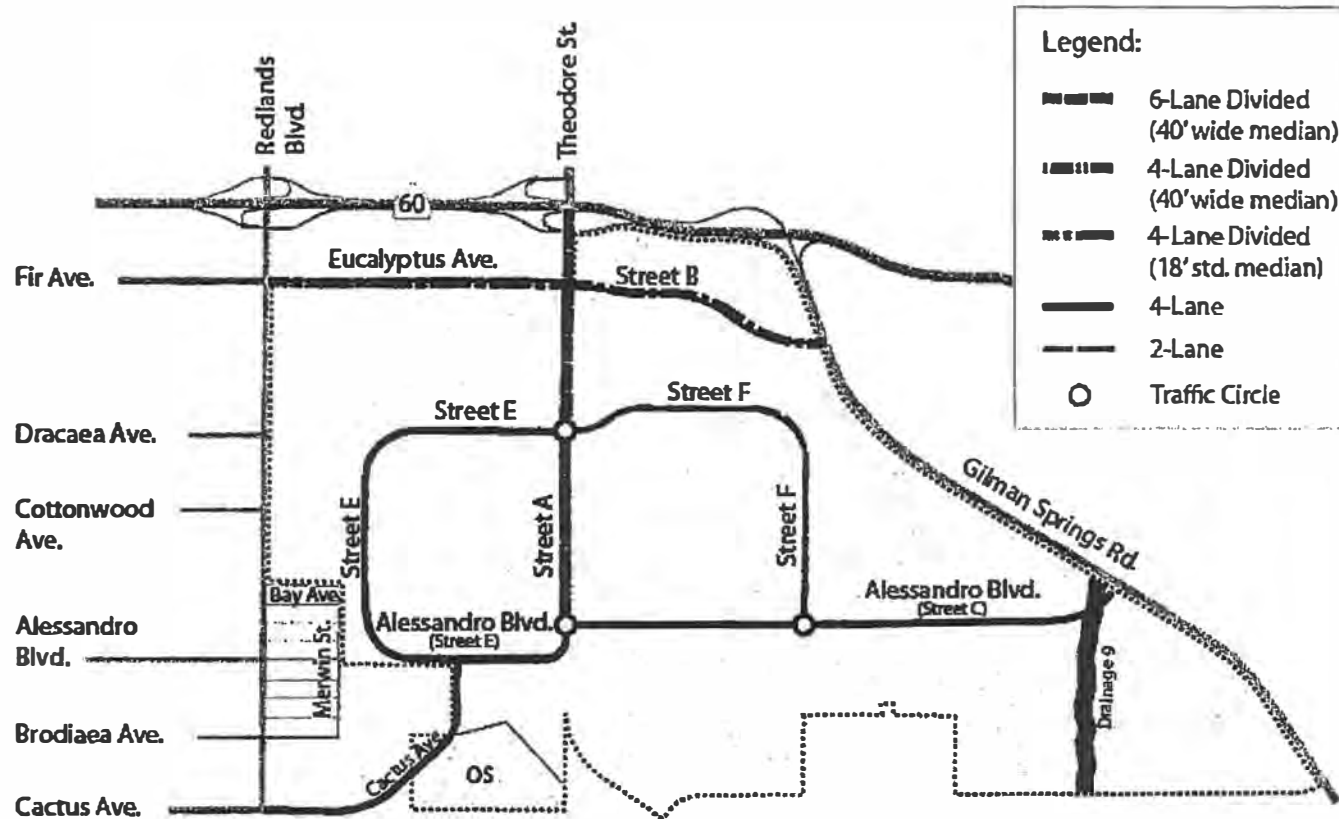 Redlands
Blvd.
Theodore St.
60
Legend:
6-Lane Divided
(40' wide median)
4-Lane Divided
(40' wide median)
4-Lane Divided
(18' std. median)
4-Lane
2-Lane
Traffic Circle
Fir Ave.
Eucalyptus Ave.
Street B
Street E
Street F
Dracaea Ave.
Cottonwood
Ave.
Street E
Street A
Street F
Gilman Springs Rd.
Bay Ave.
Alessandro
Blvd.
Merwin St.
Alessandro Blvd.
(Street E)
Alessandro Blvd.
(Street C)
Drainage 9
Brodiaea Ave.
Cactus Ave.
OS
Cactus Ave.